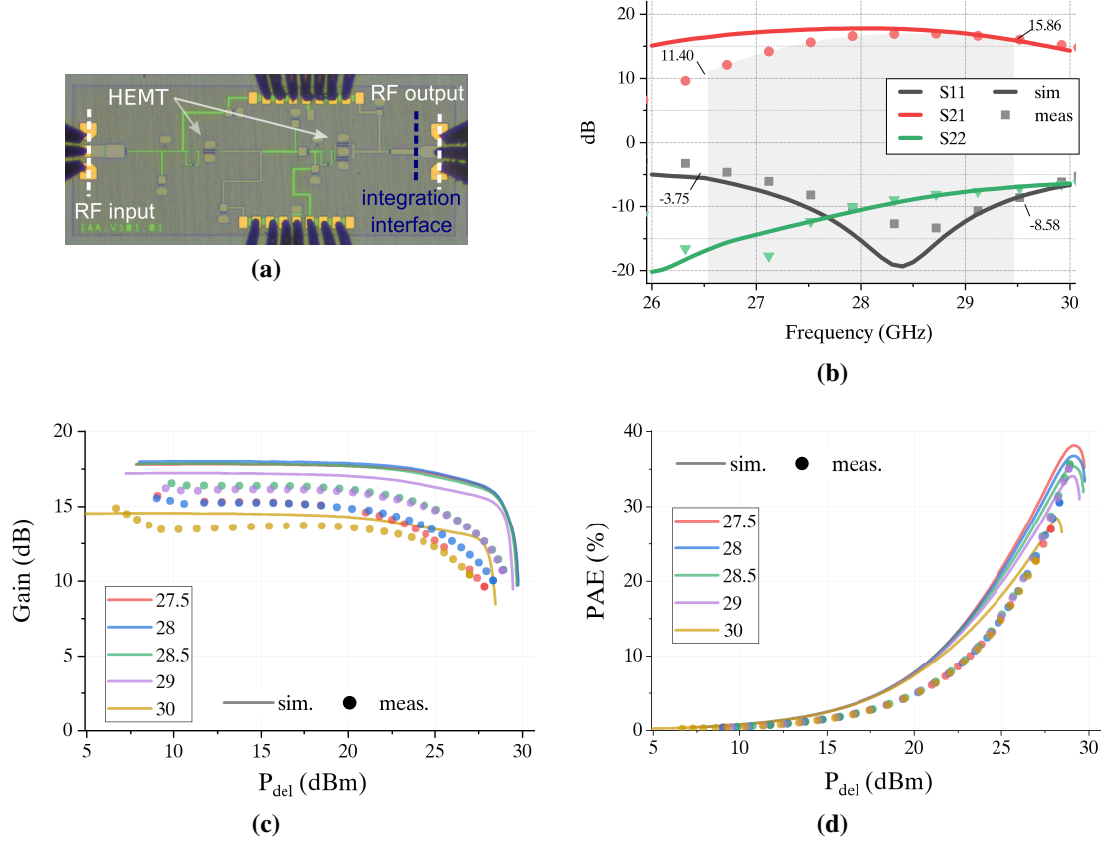 HEMT
RF output
RF input
integration
interface
IAA_V101_01
(a)
20
10
0
-10
-20
dB
11.40
15.86
-3.75
-8.58
S11
S21
S22
sim
meas
26
27
28
29
30
Frequency (GHz)
(b)
20
15
10
5
0
Gain (dB)
27.5
28
28.5
29
30
sim.
meas.
5
10
15
20
25
30
Pdel (dBm)
(c)
40
30
20
10
0
PAE (%)
sim.
meas.
27.5
28
28.5
29
30
5
10
15
20
25
30
Pdel (dBm)
(d)